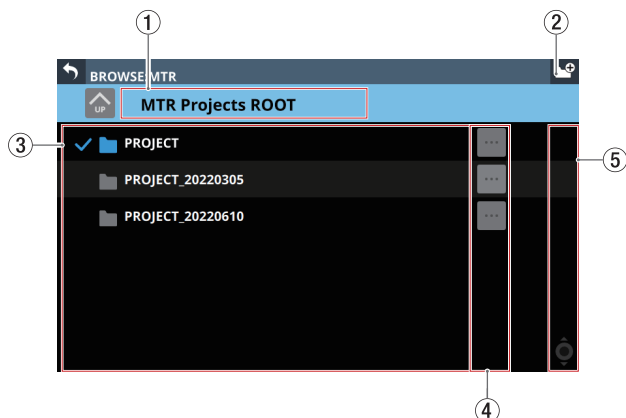 ① ②
BROWSE:MTR
UP MTR Projects ROOT
③ PROJECT ...
⑤
PROJECT_20220305 ...
PROJECT_20220610 ...
④